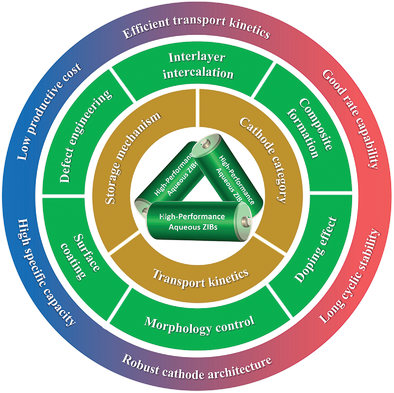 Efficient transport kinetics
Good rate capability
Long cyclic stability
Robust cathode architecture
High specific capacity
Low productive cost
Interlayer
intercalation
Composite
formation
Doping effect
Morphology control
Surface
coating
Defect engineering
Storage mechanism
Cathode category
Transport kinetics
High-Performance
Aqueous ZIBs
High-Performance
Aqueous ZIBs
High-Performance
Aqueous ZIBs